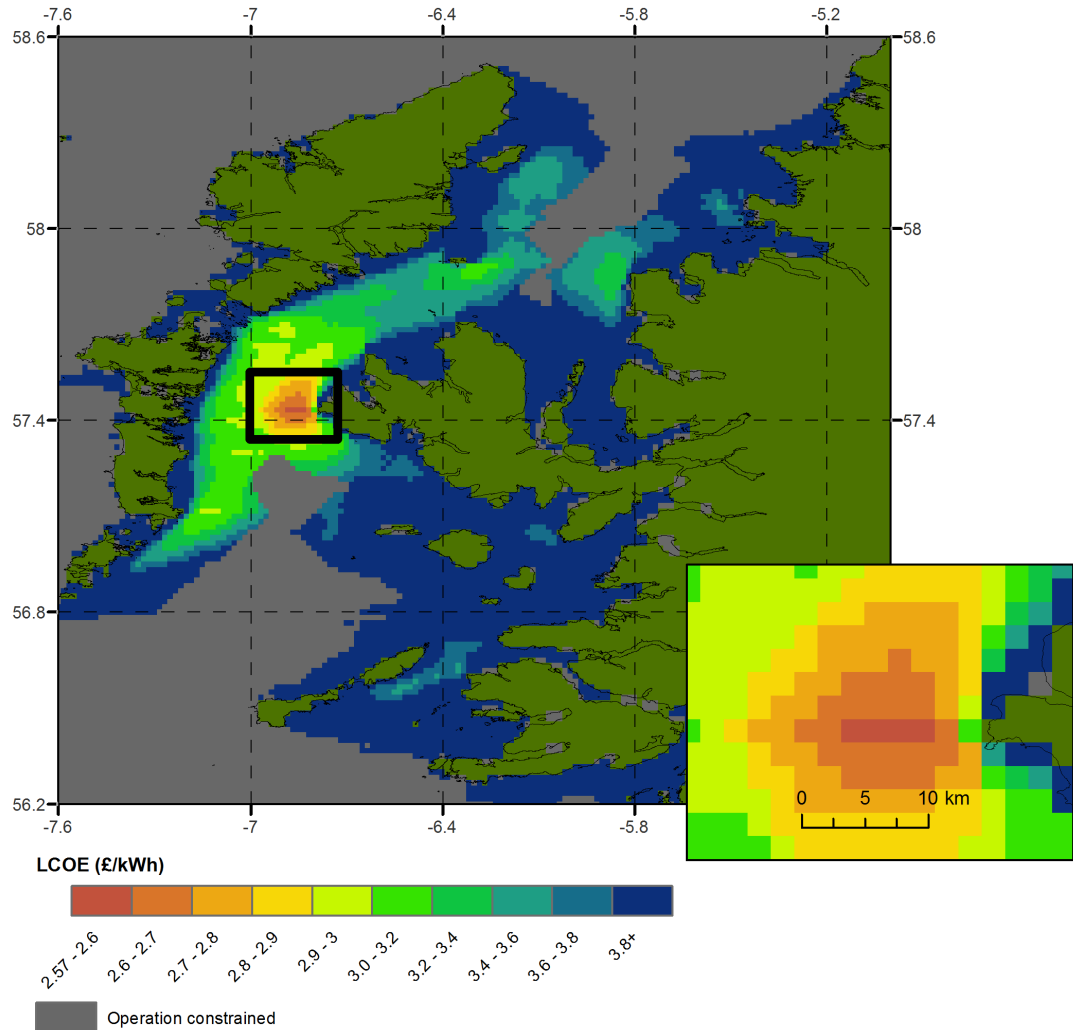 -7.6 -7 -6.4 -5.8 -5.2
58.6 58.6
58 58
57.4 57.4
56.8
0 5 10 km
56.2
-7.6 -7 -6.4 -5.8
LCOE (£/kWh)
2.57 - 2.6 2.6 - 2.7 2.7 - 2.8 2.8 - 2.9 2.9 - 3 3.0 - 3.2 3.2 - 3.4 3.4 - 3.6 3.6 - 3.8 3.8+
Operation constrained